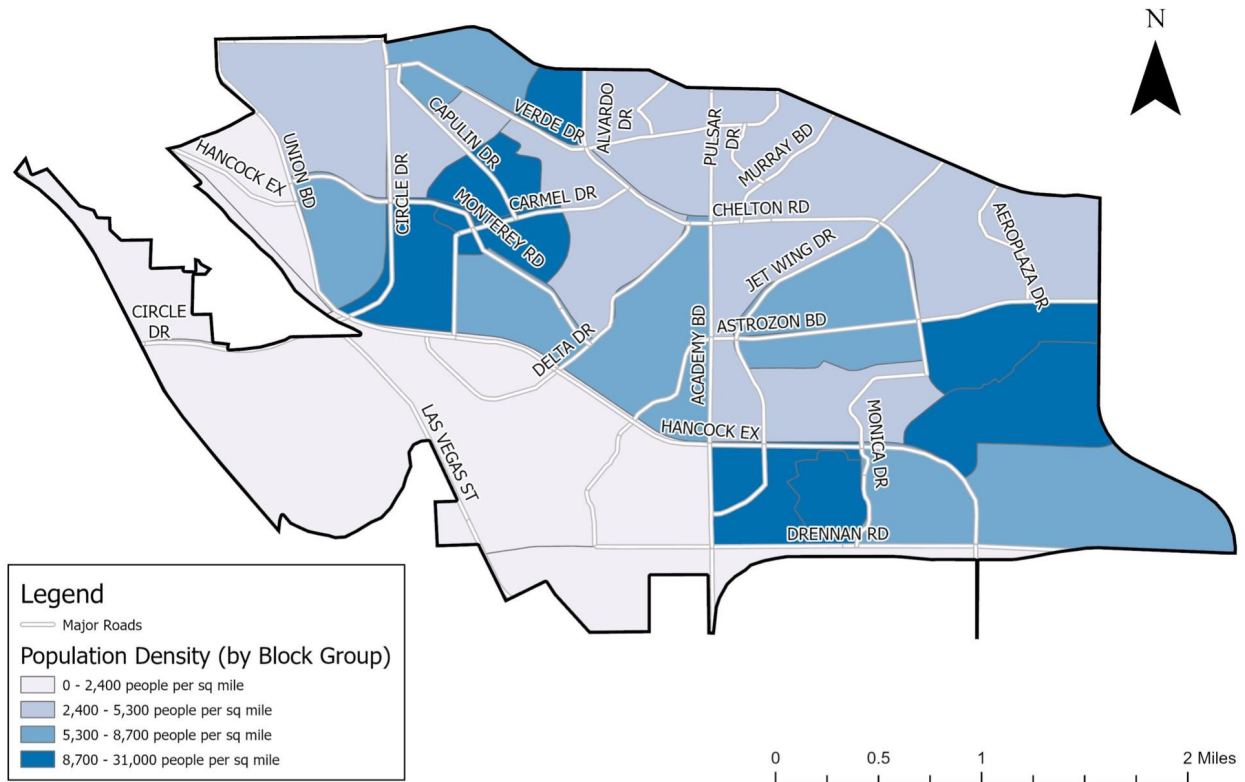 N
VERDE DR
ALVARDO
DR
CAPULIN DR
PULSAR
DR
MURRAY BD
HANCOCK EX
UNION BD
CIRCLE DR
CARMEL DR
MONTEREY RD
CHELTON RD
AEROPLAZA DR
JET WING DR
CIRCLE
DR
ASTROZON BD
DELTA DR
ACADEMY BD
LAS VEGAS ST
HANCOCK EX
MONICA DR
DRENNAN RD
Legend
Major Roads
Population Density (by Block Group)
0 - 2,400 people per sq mile
2,400 - 5,300 people per sq mile
5,300 - 8,700 people per sq mile
8,700 - 31,000 people per sq mile
0 0.5 1 2 Miles